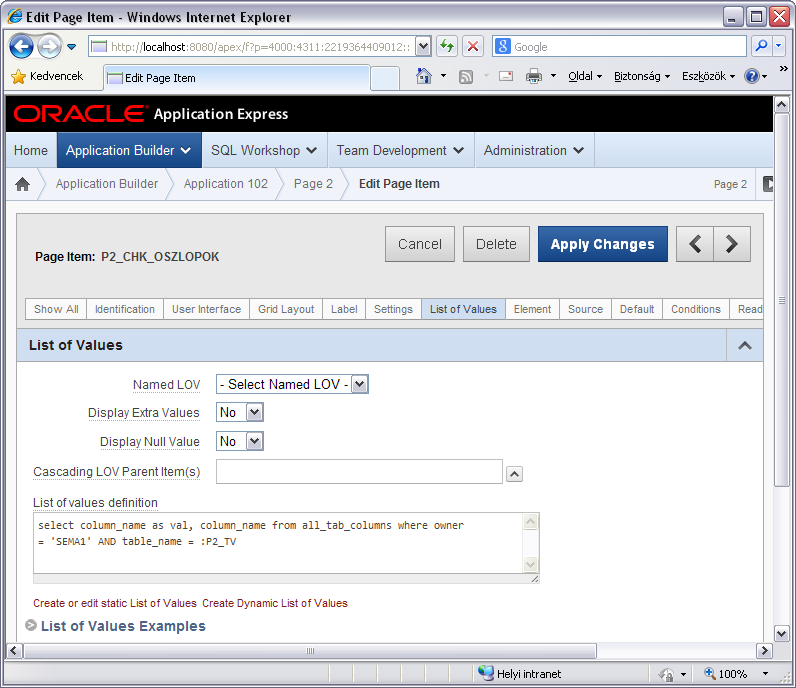 Edit Page Item - Windows Internet Explorer
http://localhost:8080/apex/f?p=4000:4311:2219364409012::
Google
Kedvencek
Edit Page Item
Oldal
Biztonság
Eszközök
ORACLE Application Express
Home
Application Builder
SQL Workshop
Team Development
Administration
Application Builder
Application 102
Page 2
Edit Page Item
Page 2
Page Item: P2_CHK_OSZLOPOK
Cancel
Delete
Apply Changes
Show All
Identification
User Interface
Grid Layout
Label
Settings
List of Values
Element
Source
Default
Conditions
Read
List of Values
Named LOV
- Select Named LOV -
Display Extra Values
No
Display Null Value
No
Cascading LOV Parent Item(s)
List of values definition
select column_name as val, column_name from all_tab_columns where owner
= 'SEMA1' AND table_name = :P2_TV
Create or edit static List of Values
Create Dynamic List of Values
List of Values Examples
Helyi intranet
100%